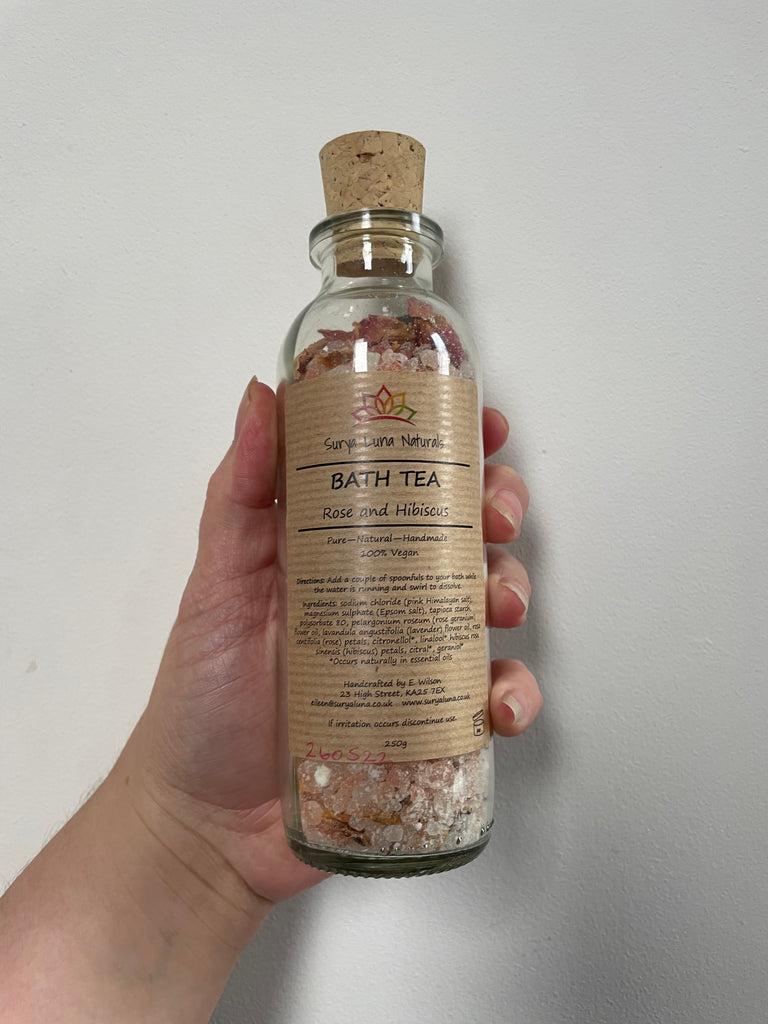 Surya Luna Naturals
BATH TEA
Rose and Hibiscus
Pure—Natural—Handmade
100% Vegan
Directions: Add a couple of spoonfuls to your bath while
the water is running and swirl to dissolve.
Ingredients: sodium chloride (pink Himalayan salt),
magnesium sulphate (Epsom salt), tapioca starch,
polysorbate 80, pelargonium roseum (rose geranium)
flower oil, lavandula angustifolia (lavender) flower oil, rosa
centifolia (rose) petals, citronellol*, linalool* hibiscus rosa
sinensis (hibiscus) petals, citral*, geraniol*
*Occurs naturally in essential oils
Handcrafted by E. Wilson
23 High Street, KA25 7EX
eileen@suryaluna.co.uk www.suryaluna.co.uk
If irritation occurs discontinue use.
250g
260522